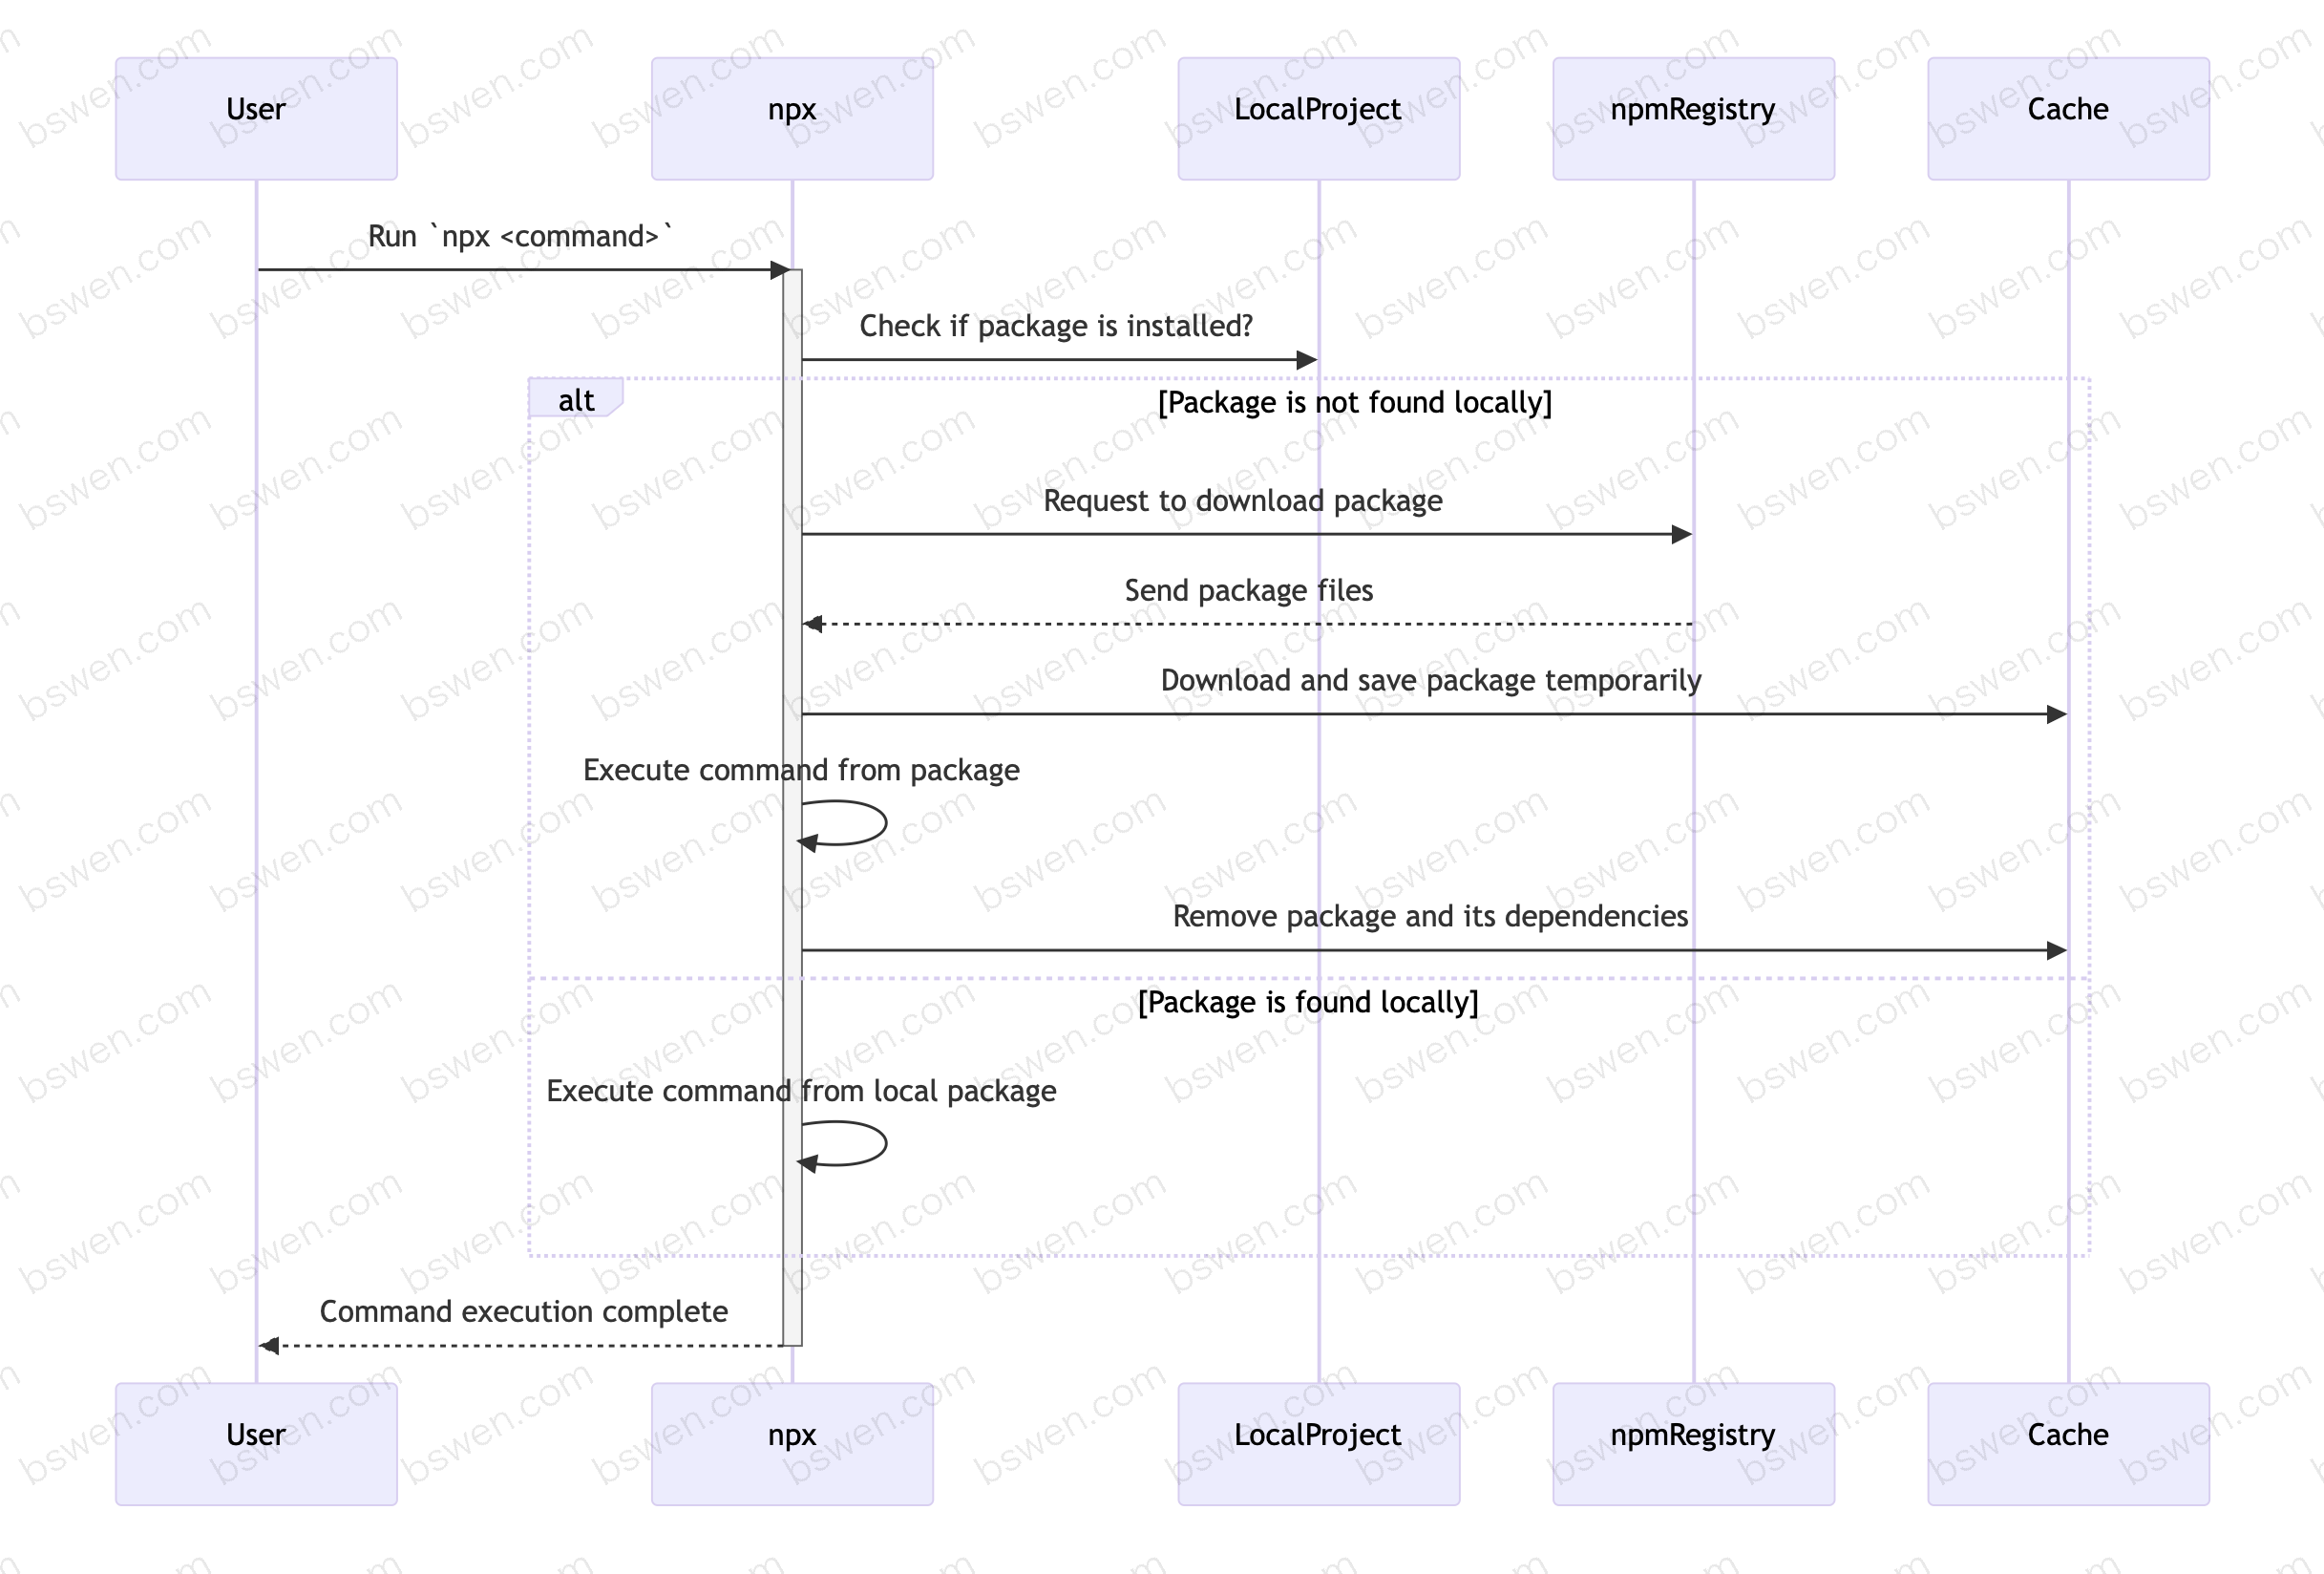 User
npx
LocalProject
npmRegistry
Cache
Run `npx <command>`
Check if package is installed?
alt
[Package is not found locally]
Request to download package
Send package files
Download and save package temporarily
Execute command from package
Remove package and its dependencies
[Package is found locally]
Execute command from local package
Command execution complete
User
npx
LocalProject
npmRegistry
Cache
bswen.com